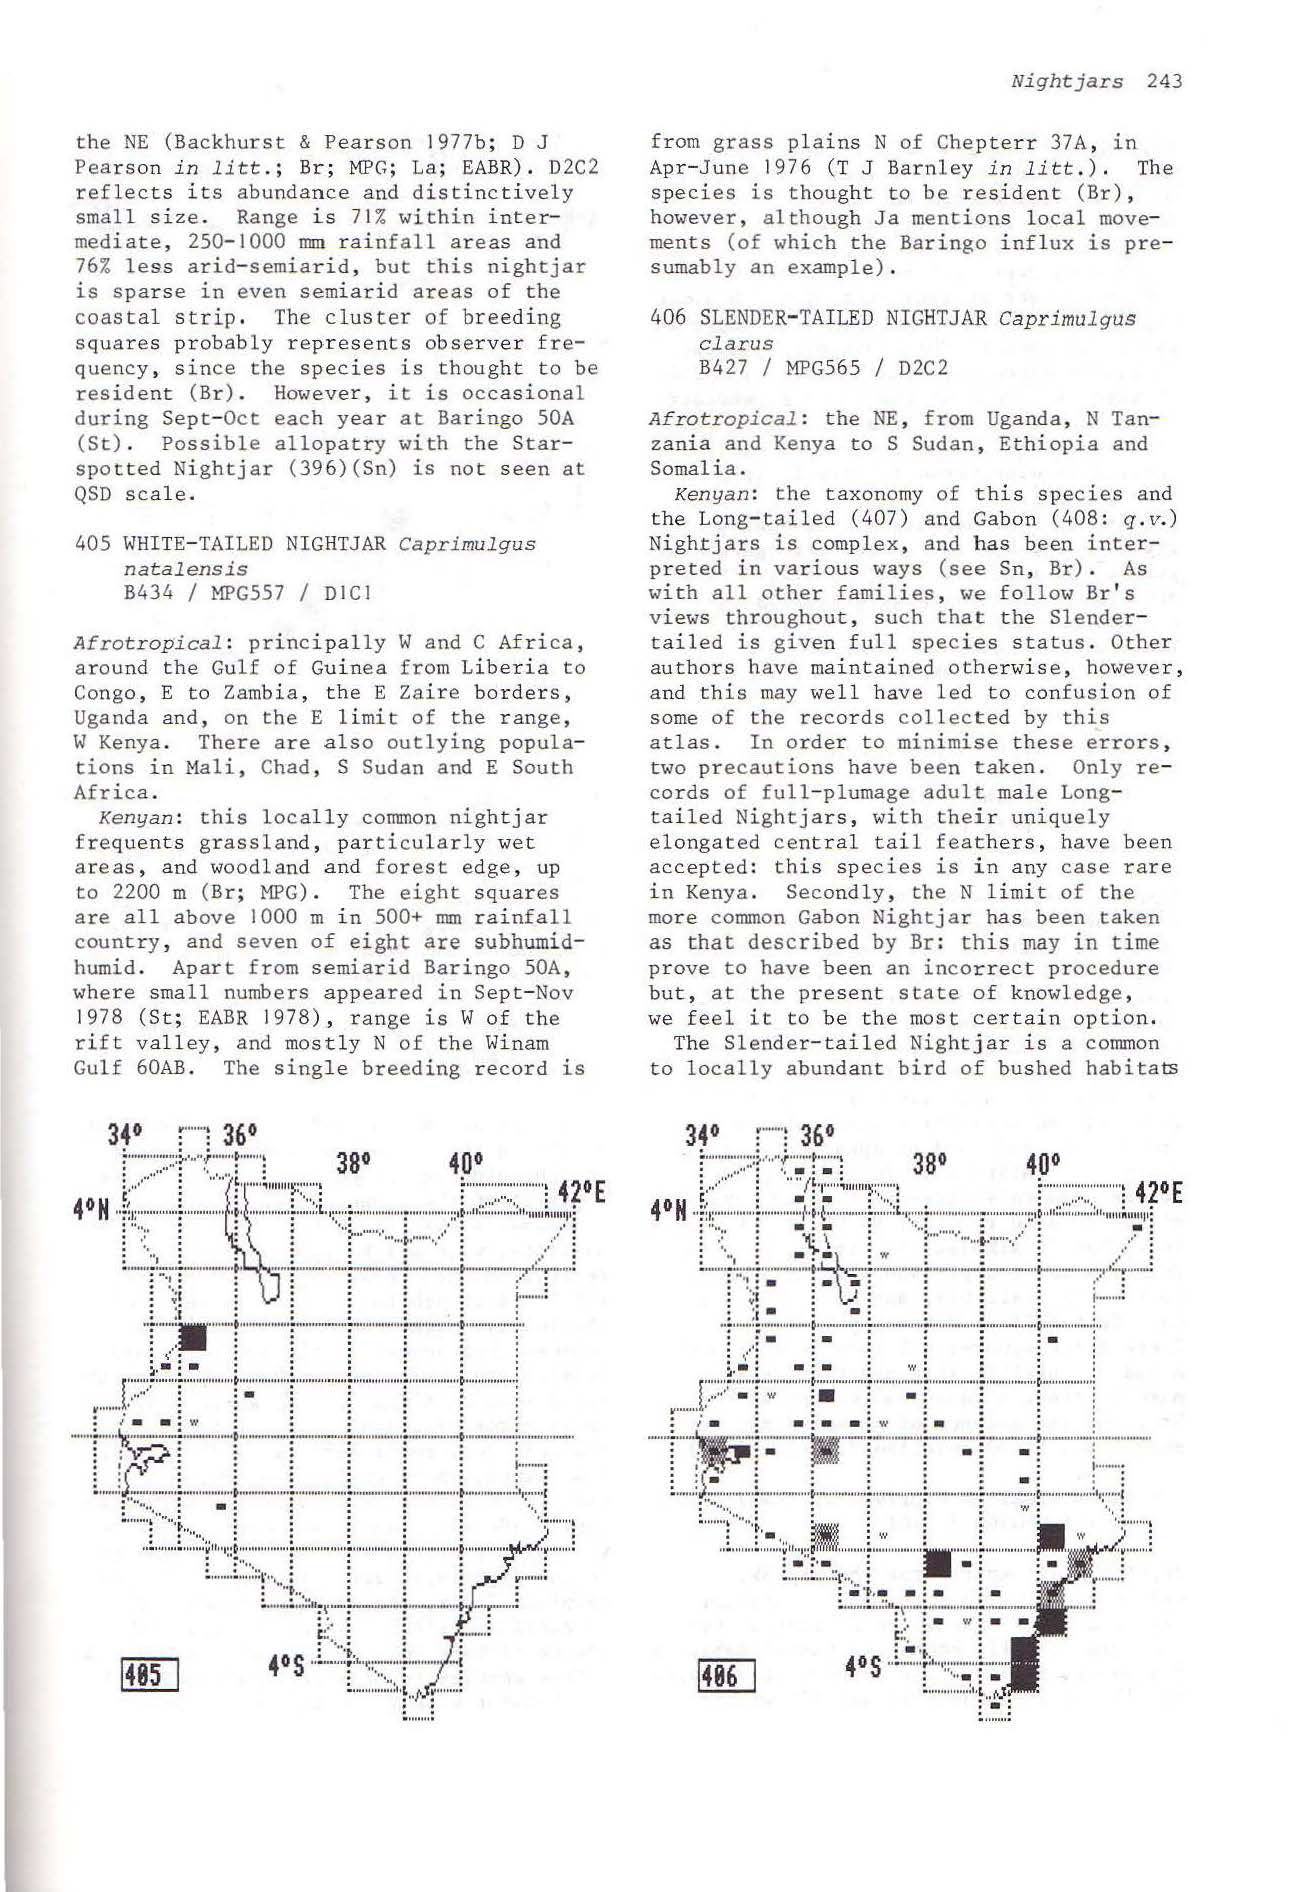 Nightjars 243
the NE (Backhurst & Pearson 1977b; D J
Pearson in litt.; Br; MPG; La; EABR). D2C2
reflects its abundance and distinctively
small size. Range is 71% within inter-
mediate, 250-1000 mm rainfall areas and
76% less arid-semiarid, but this nightjar
is sparse in even semiarid areas of the
coastal strip. The cluster of breeding
squares probably represents observer fre-
quency, since the species is thought to be
resident (Br). However, it is occasional
during Sept-Oct each year at Baringo 50A
(St). Possible allopatry with the Star-
spotted Nightjar (396)(Sn) is not seen at
QSD scale.
405 WHITE-TAILED NIGHTJAR Caprimulgus
natalensis
B434 / MPG557 / D1C1
Afrotropical: principally W and C Africa,
around the Gulf of Guinea from Liberia to
Congo, E to Zambia, the E Zaire borders,
Uganda and, on the E limit of the range,
W Kenya. There are also outlying popula-
tions in Mali, Chad, S Sudan and E South
Africa.
Kenyan: this locally common nightjar
frequents grassland, particularly wet
areas, and woodland and forest edge, up
to 2200 m (Br; MPG). The eight squares
are all above 1000 m in 500+ mm rainfall
country, and seven of eight are subhumid-
humid. Apart from semiarid Baringo 50A,
where small numbers appeared in Sept-Nov
1978 (St; EABR 1978), range is W of the
rift valley, and mostly N of the Winam
Gulf 60AB. The single breeding record is
from grass plains N of Chepterr 37A, in
Apr-June 1976 (T J Barnley in litt.). The
species is thought to be resident (Br),
however, although Ja mentions local move-
ments (of which the Baringo influx is pre-
sumably an example).
406 SLENDER-TAILED NIGHTJAR Caprimulgus
clarus
B427 / MPG565 / D2C2
Afrotropical: the NE, from Uganda, N Tan-
zania and Kenya to S Sudan, Ethiopia and
Somalia.
Kenyan: the taxonomy of this species and
the Long-tailed (407) and Gabon (408: q.v.)
Nightjars is complex, and has been inter-
preted in various ways (see Sn, Br). As
with all other families, we follow Br's
views throughout, such that the Slender-
tailed is given full species status. Other
authors have maintained otherwise, however,
and this may well have led to confusion of
some of the records collected by this
atlas. In order to minimise these errors,
two precautions have been taken. Only re-
cords of full-plumage adult male Long-
tailed Nightjars, with their uniquely
elongated central tail feathers, have been
accepted: this species is in any case rare
in Kenya. Secondly, the N limit of the
more common Gabon Nightjar has been taken
as that described by Br: this may in time
prove to have been an incorrect procedure
but, at the present state of knowledge,
we feel it to be the most certain option.
The Slender-tailed Nightjar is a common
to locally abundant bird of bushed habitats
34° 36°
38° 40°
42°E
4°N
4°S
405
34° 36°
38° 40°
42°E
4°N
4°S
406